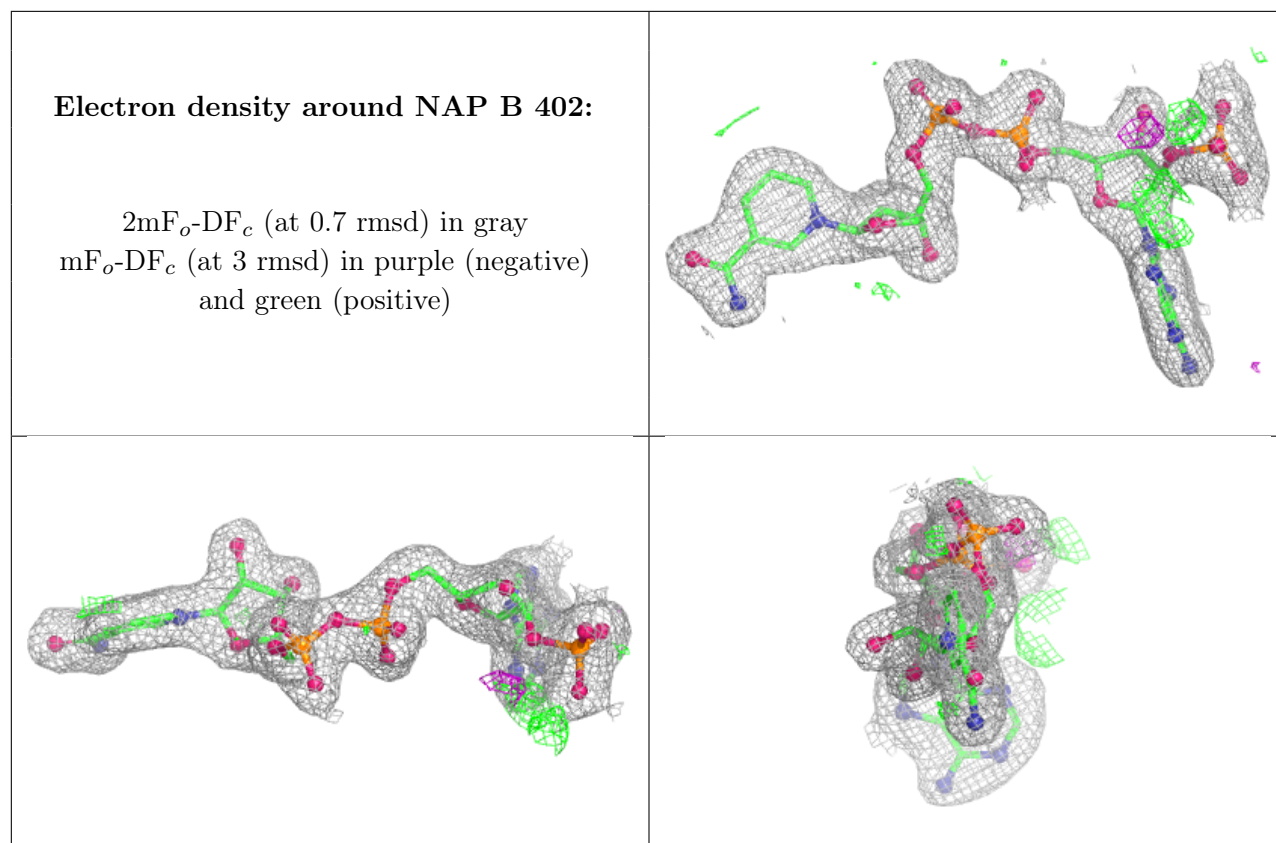 Electron density around NAP B 402:
2mFo-DFc (at 0.7 rmsd) in gray
mFo-DFc (at 3 rmsd) in purple (negative)
and green (positive)